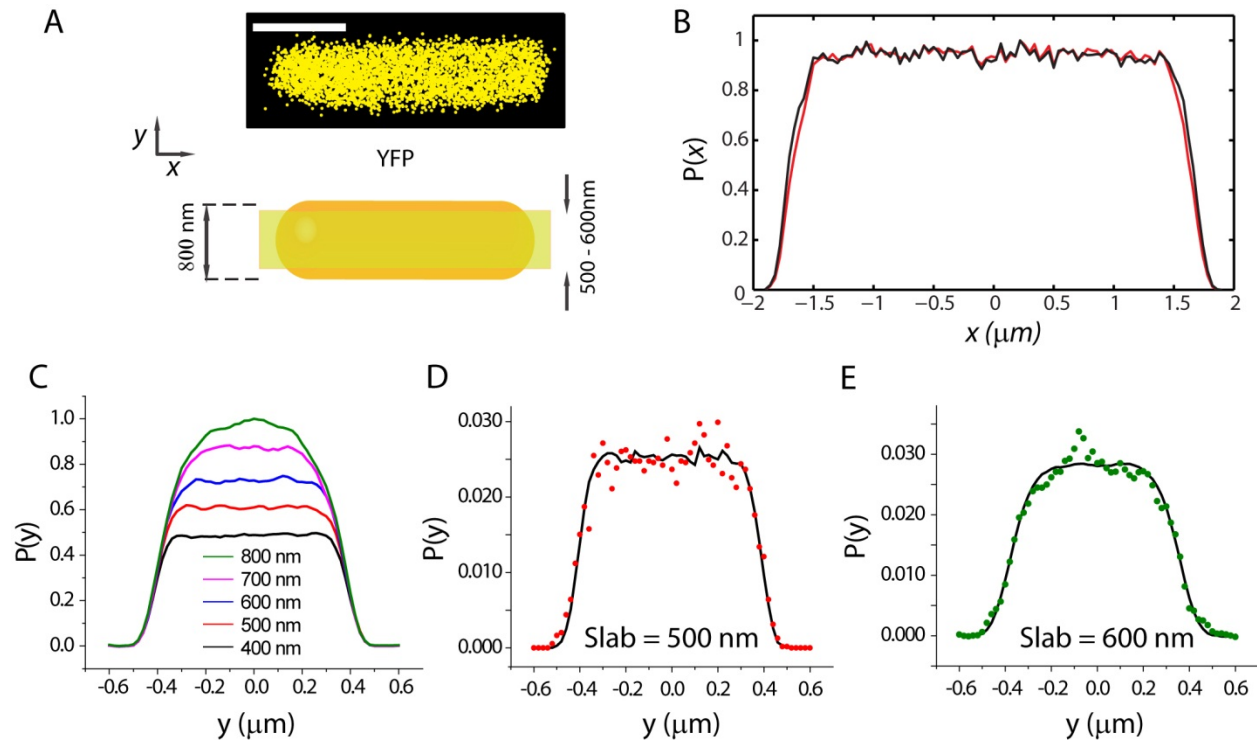 A
y
x
YFP
800 nm
500 - 600nm
B
P(x)
1
0.8
0.6
0.4
0.2
0
−2 −1.5 −1 −0.5 0 0.5 1 1.5 2
x (μm)
C
P(y)
1.0
0.8
0.6
0.4
0.2
0.0
800 nm
700 nm
600 nm
500 nm
400 nm
-0.6 -0.4 -0.2 0.0 0.2 0.4 0.6
y (μm)
D
P(y)
0.030
0.020
0.010
0.000
Slab = 500 nm
-0.6 -0.4 -0.2 0.0 0.2 0.4 0.6
y (μm)
E
P(y)
0.030
0.020
0.010
0.000
Slab = 600 nm
-0.6 -0.4 -0.2 0.0 0.2 0.4 0.6
y (μm)